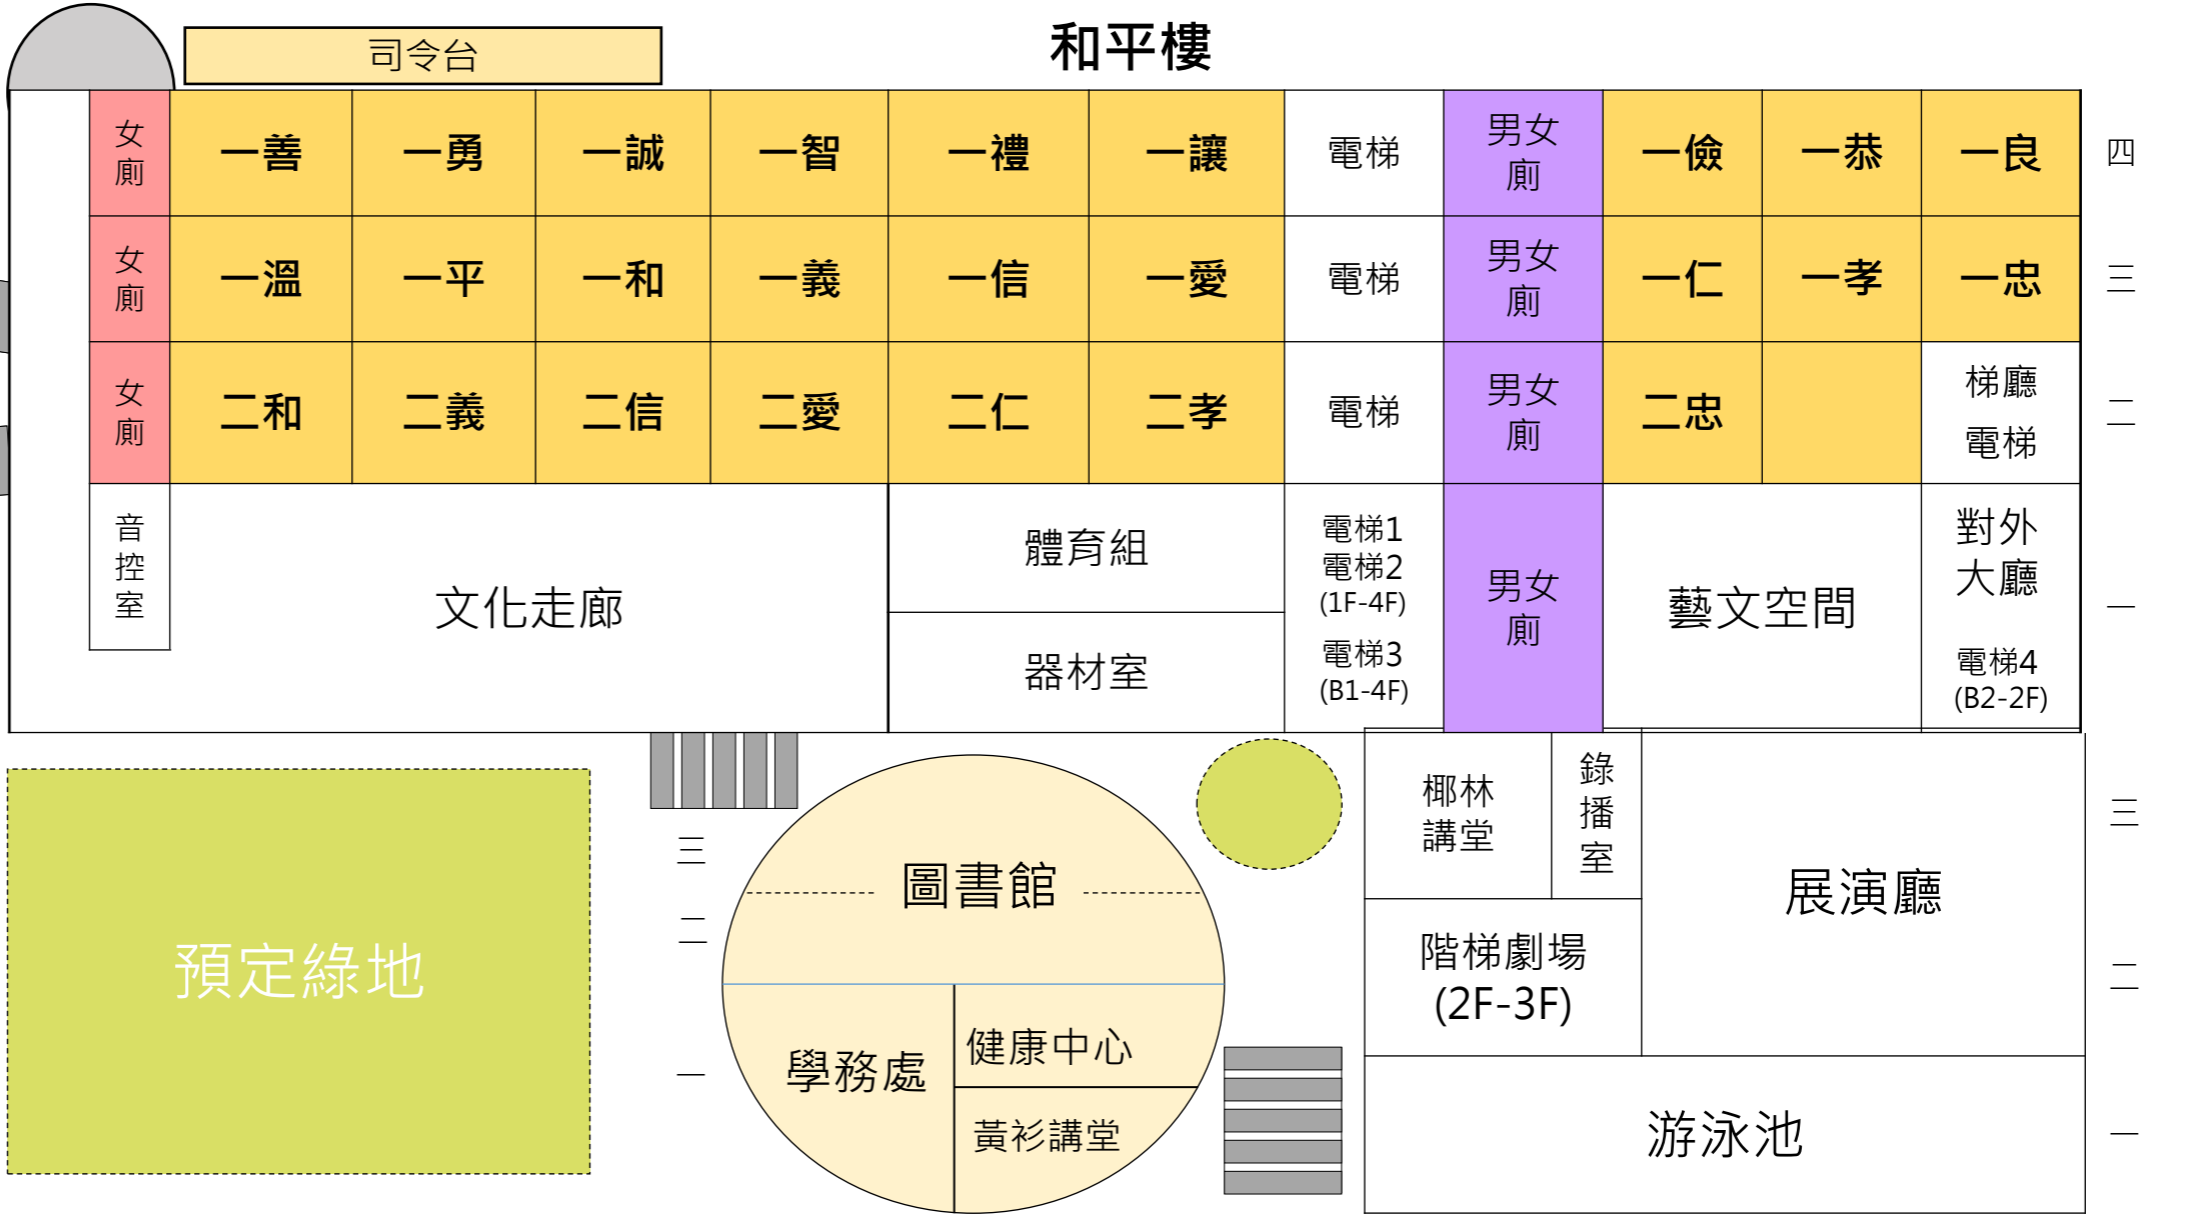 和平樓
司令台
女廁
一善
一勇
一誠
一智
一禮
一讓
電梯
男女
廁
一儉
一恭
一良
四
女廁
一溫
一平
一和
一義
一信
一愛
電梯
男女
廁
一仁
一孝
一忠
三
女廁
二和
二義
二信
二愛
二仁
二孝
電梯
男女
廁
二忠
梯廳
電梯
二
音控室
文化走廊
體育組
器材室
電梯1
電梯2
(1F-4F)
電梯3
(B1-4F)
男女
廁
藝文空間
對外
大廳
電梯4
(B2-2F)
一
預定綠地
三
二
一
圖書館
學務處
健康中心
黃衫講堂
椰林
講堂
錄播室
展演廳
階梯劇場
(2F-3F)
游泳池
三
二
一